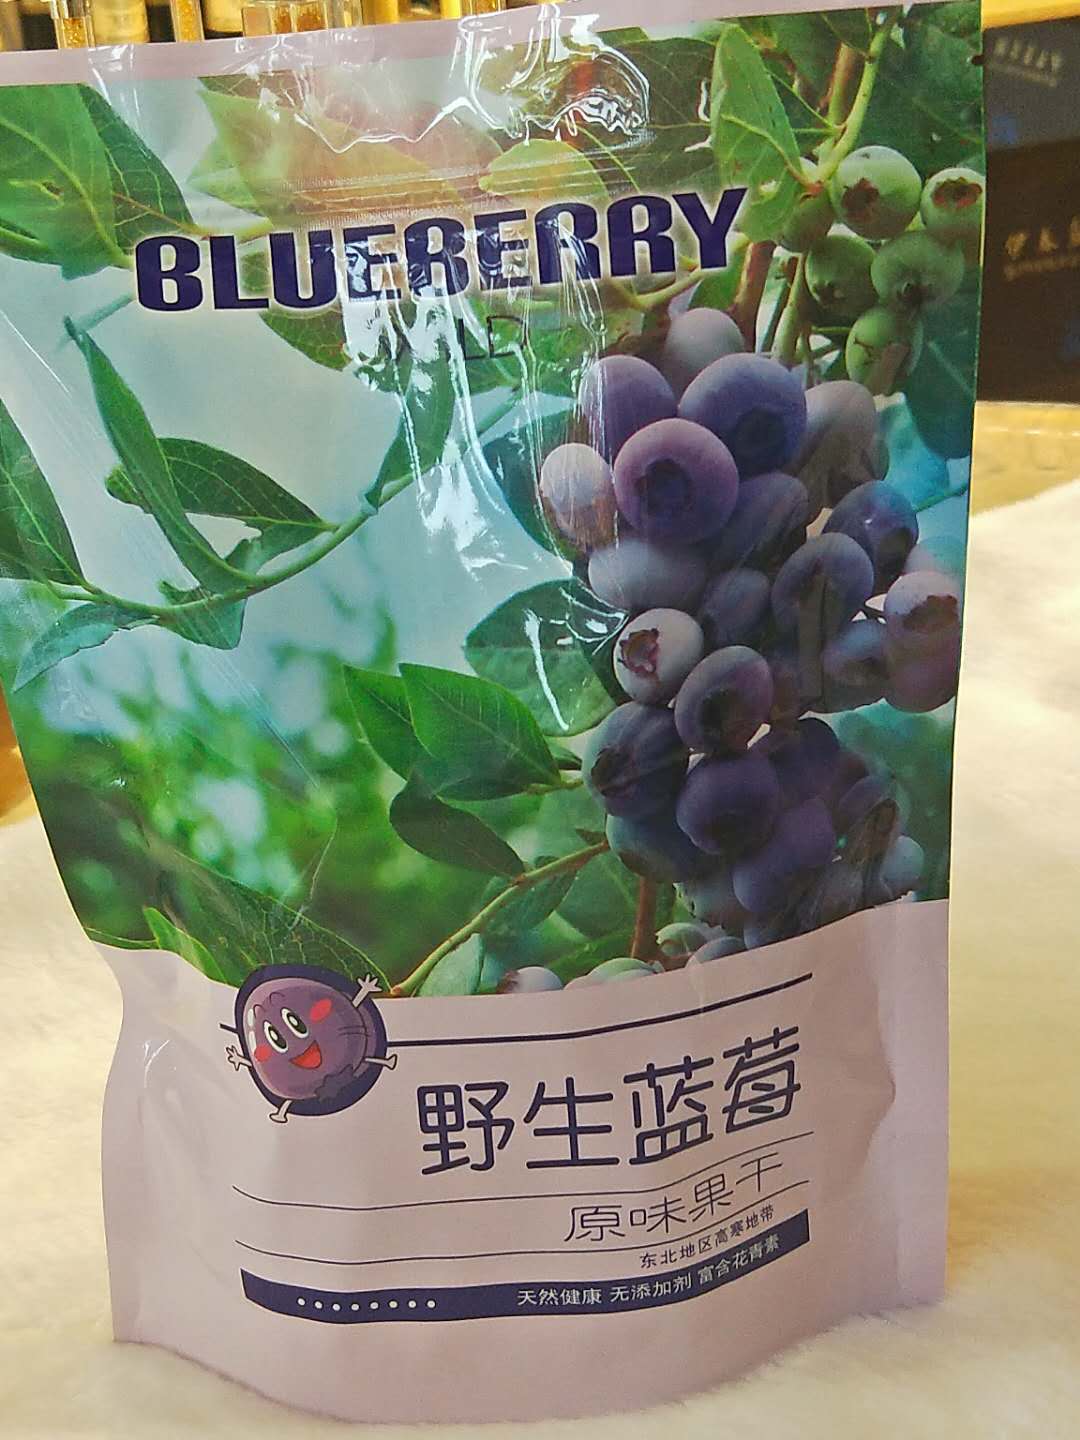 BLUEBERRY
野生蓝莓
原味果干
东北地区高寒地带
天然健康 无添加剂 富含花青素